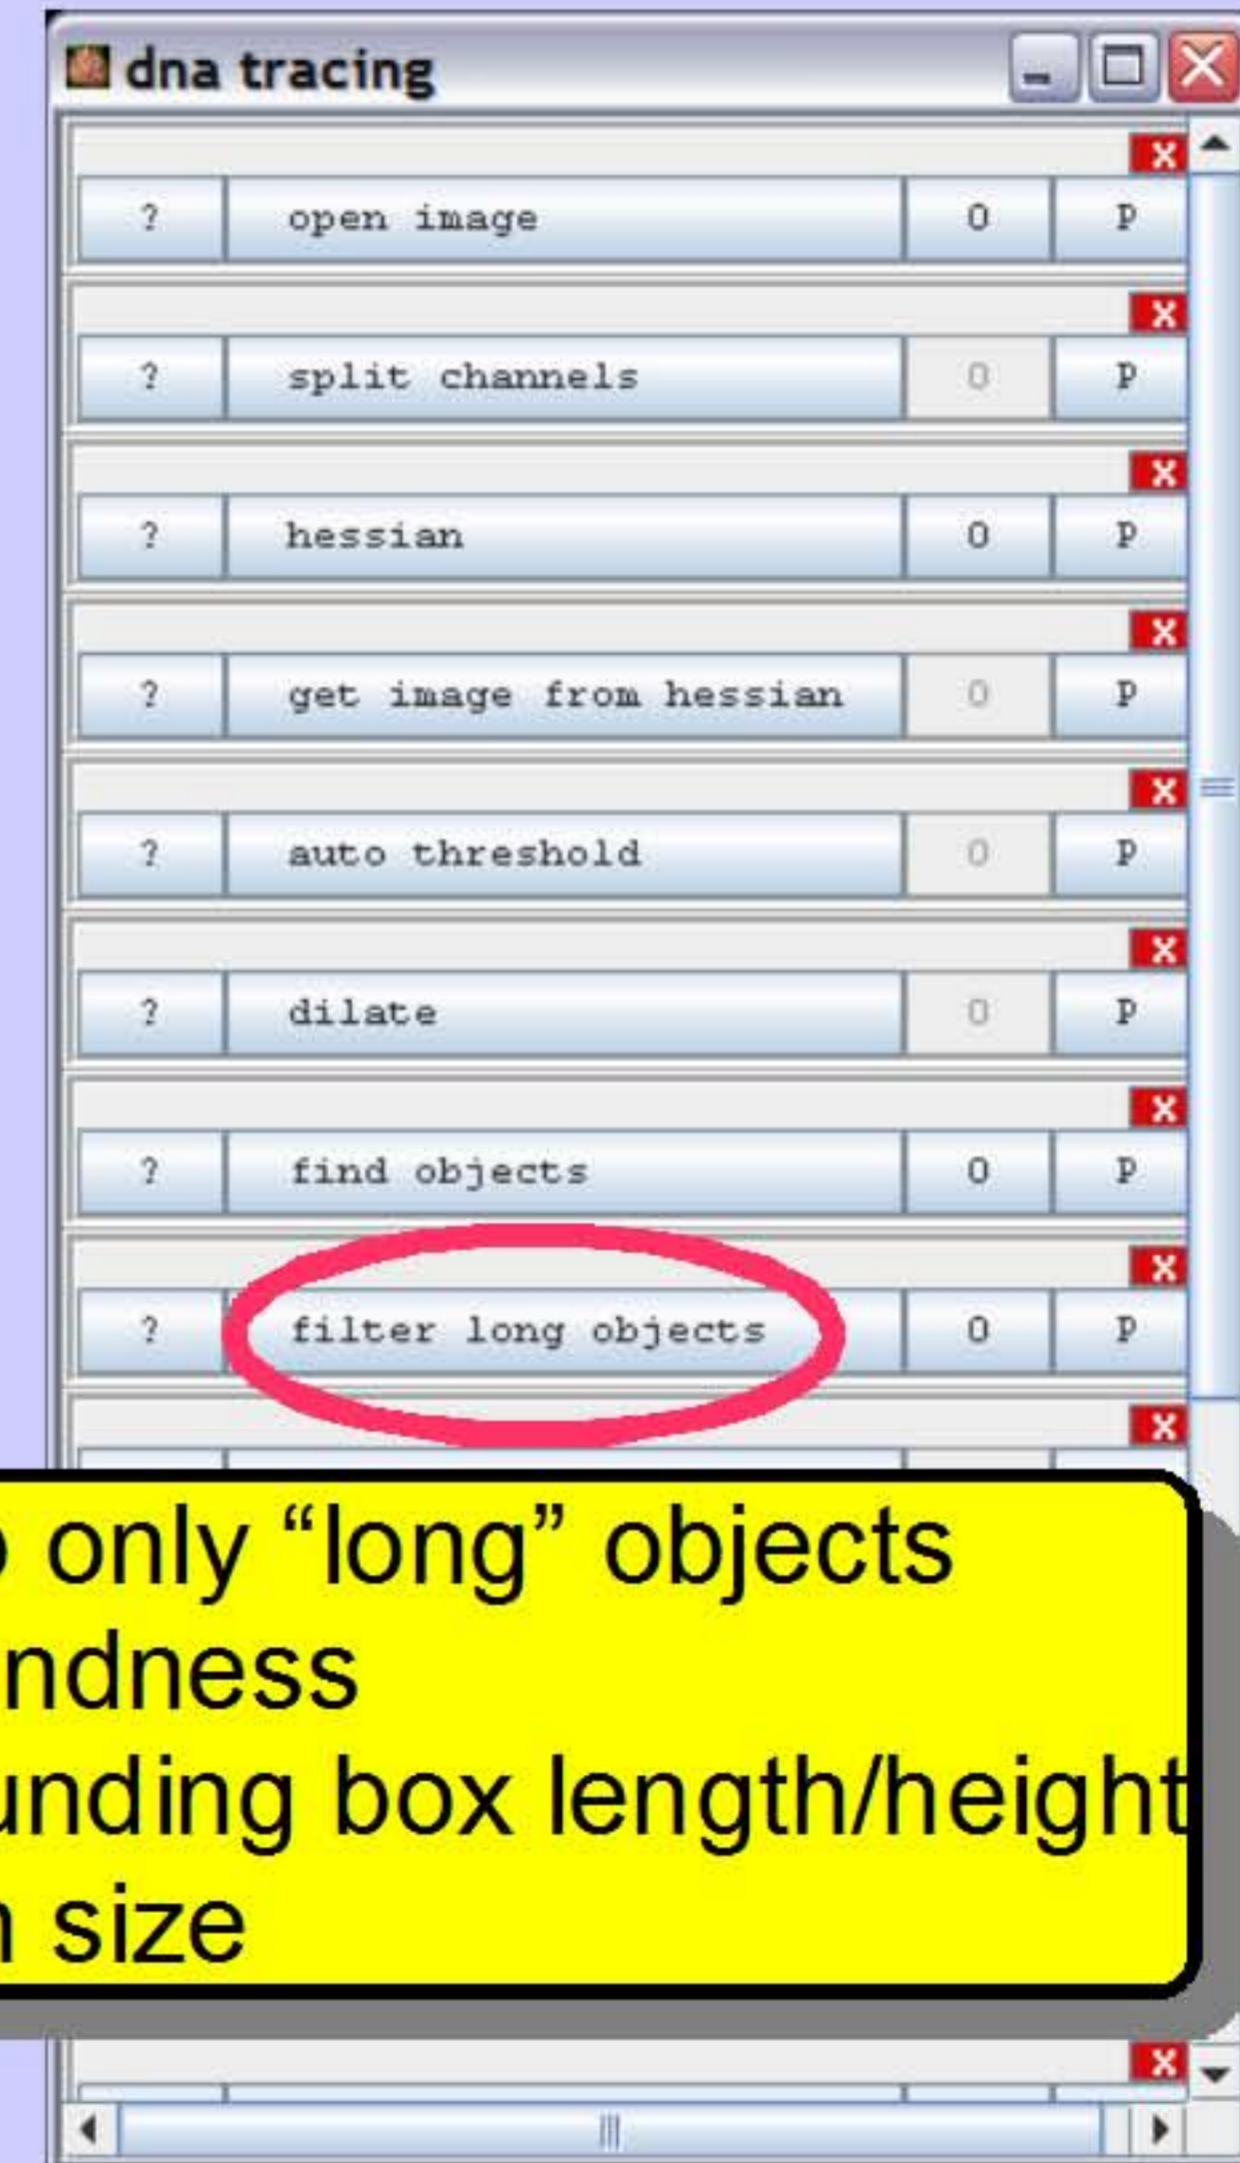 dna tracing
X
? open image O P
X
? split channels O P
X
? hessian O P
X
? get image from hessian O P
X
? auto threshold O P
X
? dilate O P
X
? find objects O P
X
? filter long objects O P
X
only “long” objects
ndness
unding box length/height
size
X